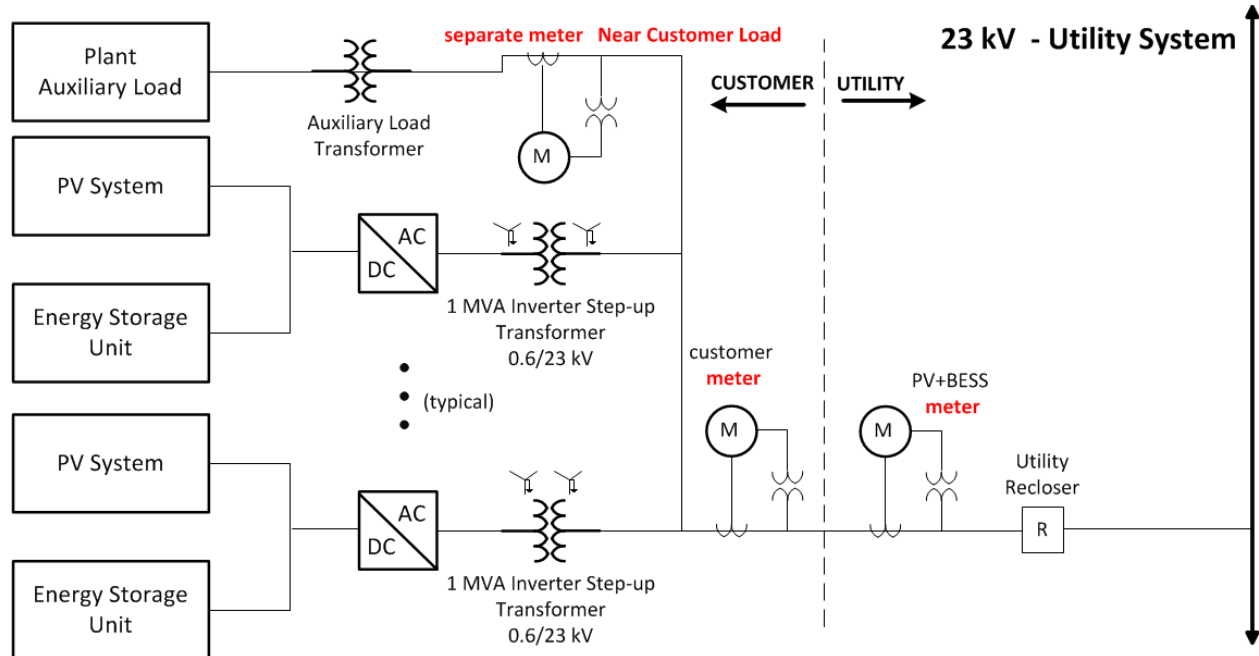 Plant
Auxiliary Load
separate meter Near Customer Load
23 kV - Utility System
CUSTOMER
UTILITY
Auxiliary Load
Transformer
M
PV System
AC
DC
Energy Storage
Unit
1 MVA Inverter Step-up
Transformer
0.6/23 kV
(typical)
customer
meter
M
PV+BESS
meter
M
Utility
Recloser
R
PV System
AC
DC
Energy Storage
Unit
1 MVA Inverter Step-up
Transformer
0.6/23 kV